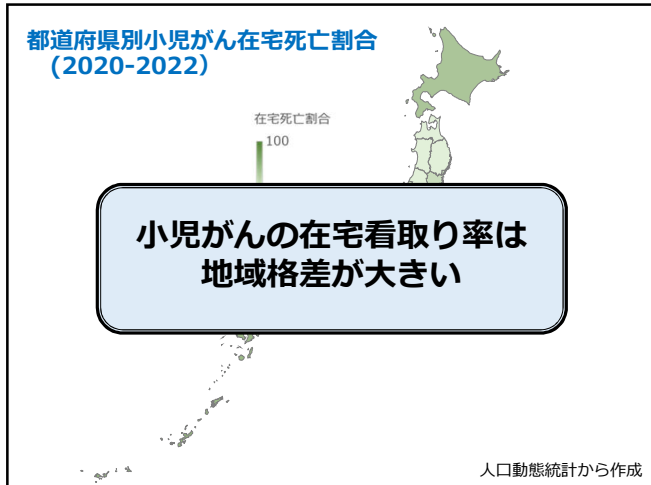 都道府県別小児がん在宅死亡割合
(2020-2022）
在宅死亡割合
100
小児がんの在宅看取り率は
地域格差が大きい
人口動態統計から作成